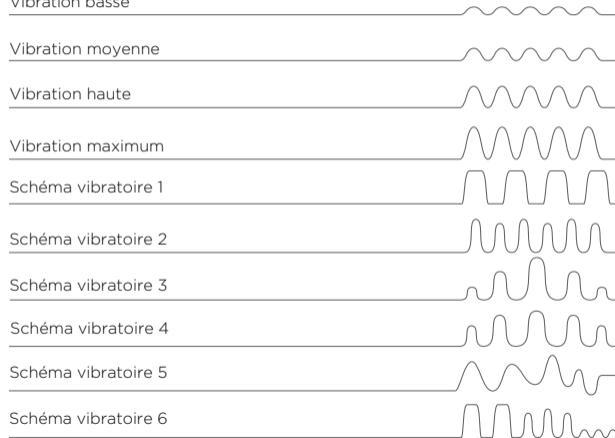 Vibration basse
Vibration moyenne
Vibration haute
Vibration maximum
Schéma vibratoire 1
Schéma vibratoire 2
Schéma vibratoire 3
Schéma vibratoire 4
Schéma vibratoire 5
Schéma vibratoire 6